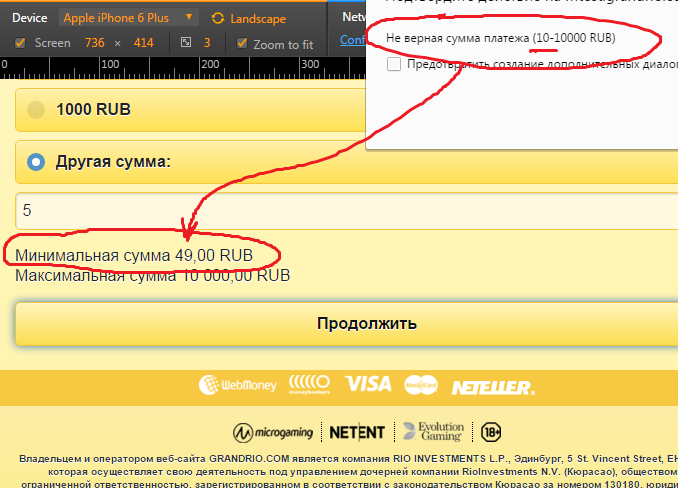 Device Apple iPhone 6 Plus Landscape Netw
Screen 736 × 414 3 Zoom to fit Conf
Не верная сумма платежа (10-10000 RUB)
Предотвратить создание дополнительных диалог
0 100 200 300
1000 RUB
Другая сумма:
5
Минимальная сумма 49,00 RUB
Максимальная сумма 10 000,00 RUB
Продолжить
WebMoney moneybookers VISA MasterCard NETELLER.
microgaming NETENT Evolution Gaming 18+
Владельцем и оператором веб-сайта GRANDRIO.COM является компания RIO INVESTMENTS L.P., Эдинбург, 5 St. Vincent Street, EH
которая осуществляет свою деятельность под управлением дочерней компании RioInvestments N.V. (Кюрасао), обществом
ограниченной ответственностью, зарегистрированном в соответствии с законодательством Кюрасао за номером 130180, юриди